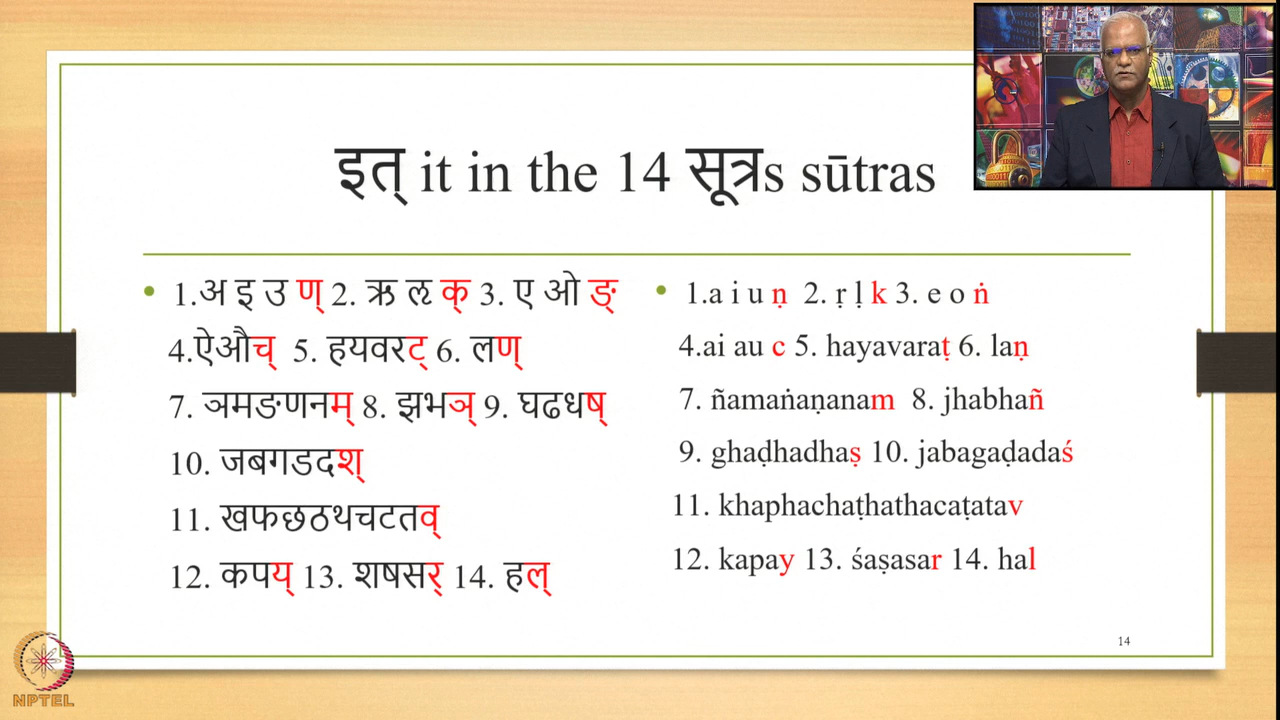 इत् it in the 14 सूत्रs sūtras
• 1.अ इ उ ण् 2. ऋ ऌ क् 3. ए ओ ङ्
4.ऐऔच् 5. हयवरट् 6. लण्
7. ञमङणनम् 8. झभञ् 9. घढधष्
10. जबगडदश्
11. खफछठथचटतव्
12. कपय् 13. शषसर् 14. हल्
• 1.a i u ṇ 2. ṛ ḷ k 3. e o ṅ
4.ai au c 5. hayavaraṭ 6. laṇ
7. ñamaṅaṇanam 8. jhabhañ
9. ghaḍhadhaṣ 10. jabagaḍadaś
11. khaphachaṭhathacaṭatav
12. kapay 13. śaṣasar 14. hal
14
NPTEL